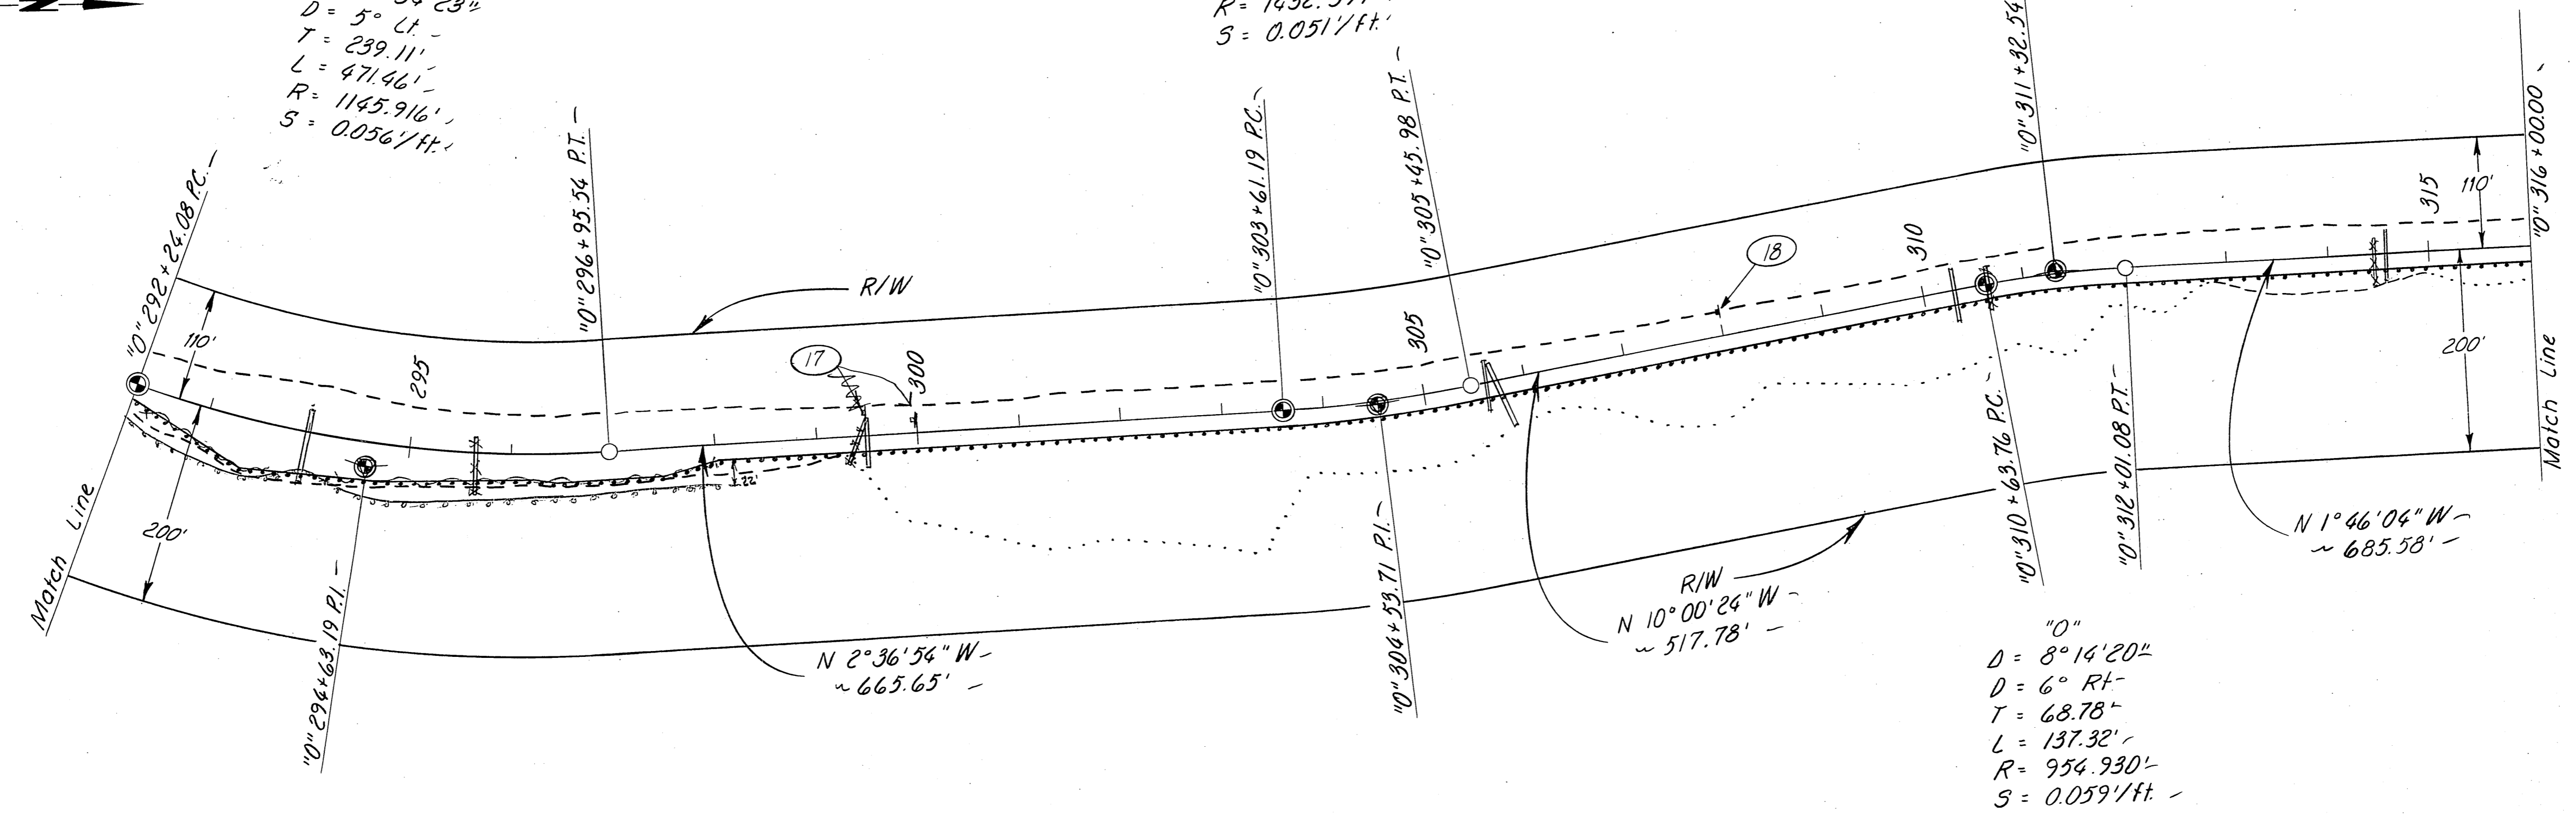 D = 5° Lt.
T = 239.11'
L = 471.46'
R = 1145.916'
S = 0.056'/ft.
S = 0.051'/ft.
"O" 292+24.08 P.C.
"O" 296+95.54 P.T.
"O" 303+61.19 P.C.
"O" 305+45.98 P.T.
"O" 311+32.54
"O" 316+00.00
110'
295
R/W
17
300
305
18
310
315
110'
200'
22'
200'
Match Line
Match Line
"O" 294+63.19 P.I.
N 2°36'54" W
~ 665.65'
"O" 304+53.71 P.I.
R/W
N 10°00'24" W
~ 517.78'
"O" 310+63.76 P.C.
"O" 312+01.08 P.T.
N 1°46'04" W
~ 685.58'
"O"
D = 8°14'20"
D = 6° Rt
T = 68.78'
L = 137.32'
R = 954.930'
S = 0.059'/ft.